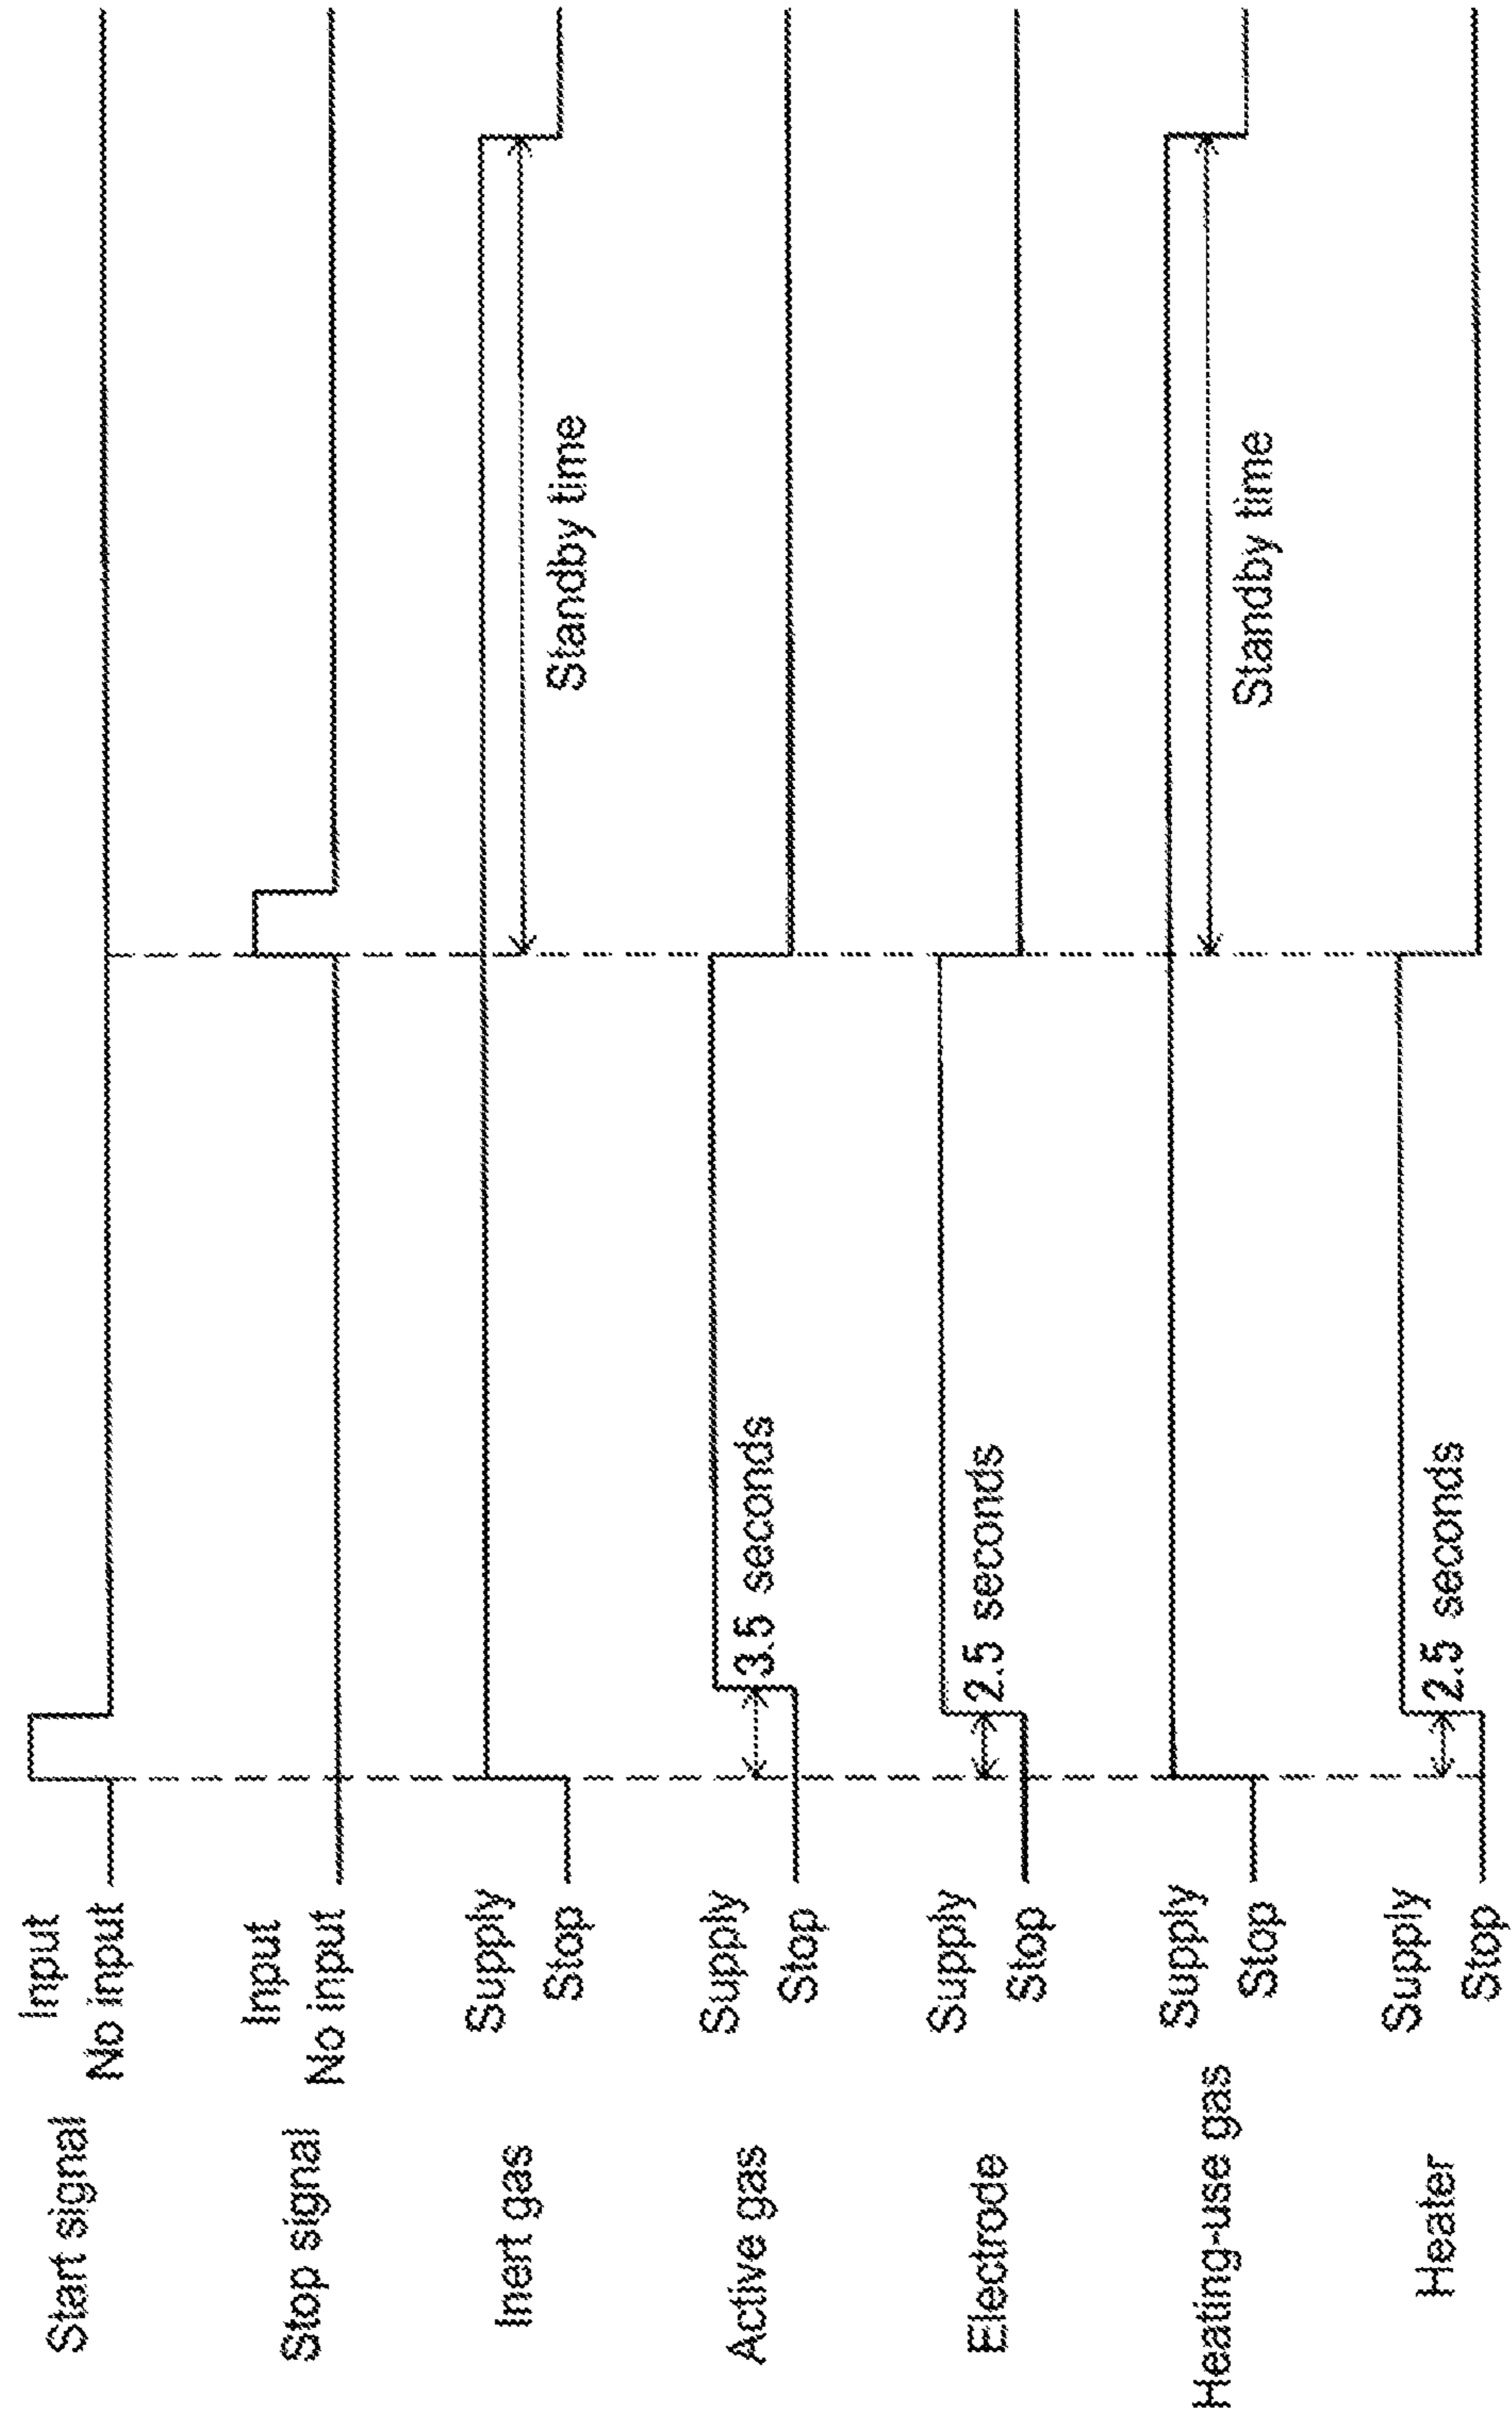 Start signal
Input
No input
Stop signal
Input
No input
Inert gas
Supply
Stop
Standby time
Active gas
Supply
Stop
3.5 seconds
Electrode
Supply
Stop
2.5 seconds
Heating-use gas
Supply
Stop
Standby time
Heater
Supply
Stop
2.5 seconds